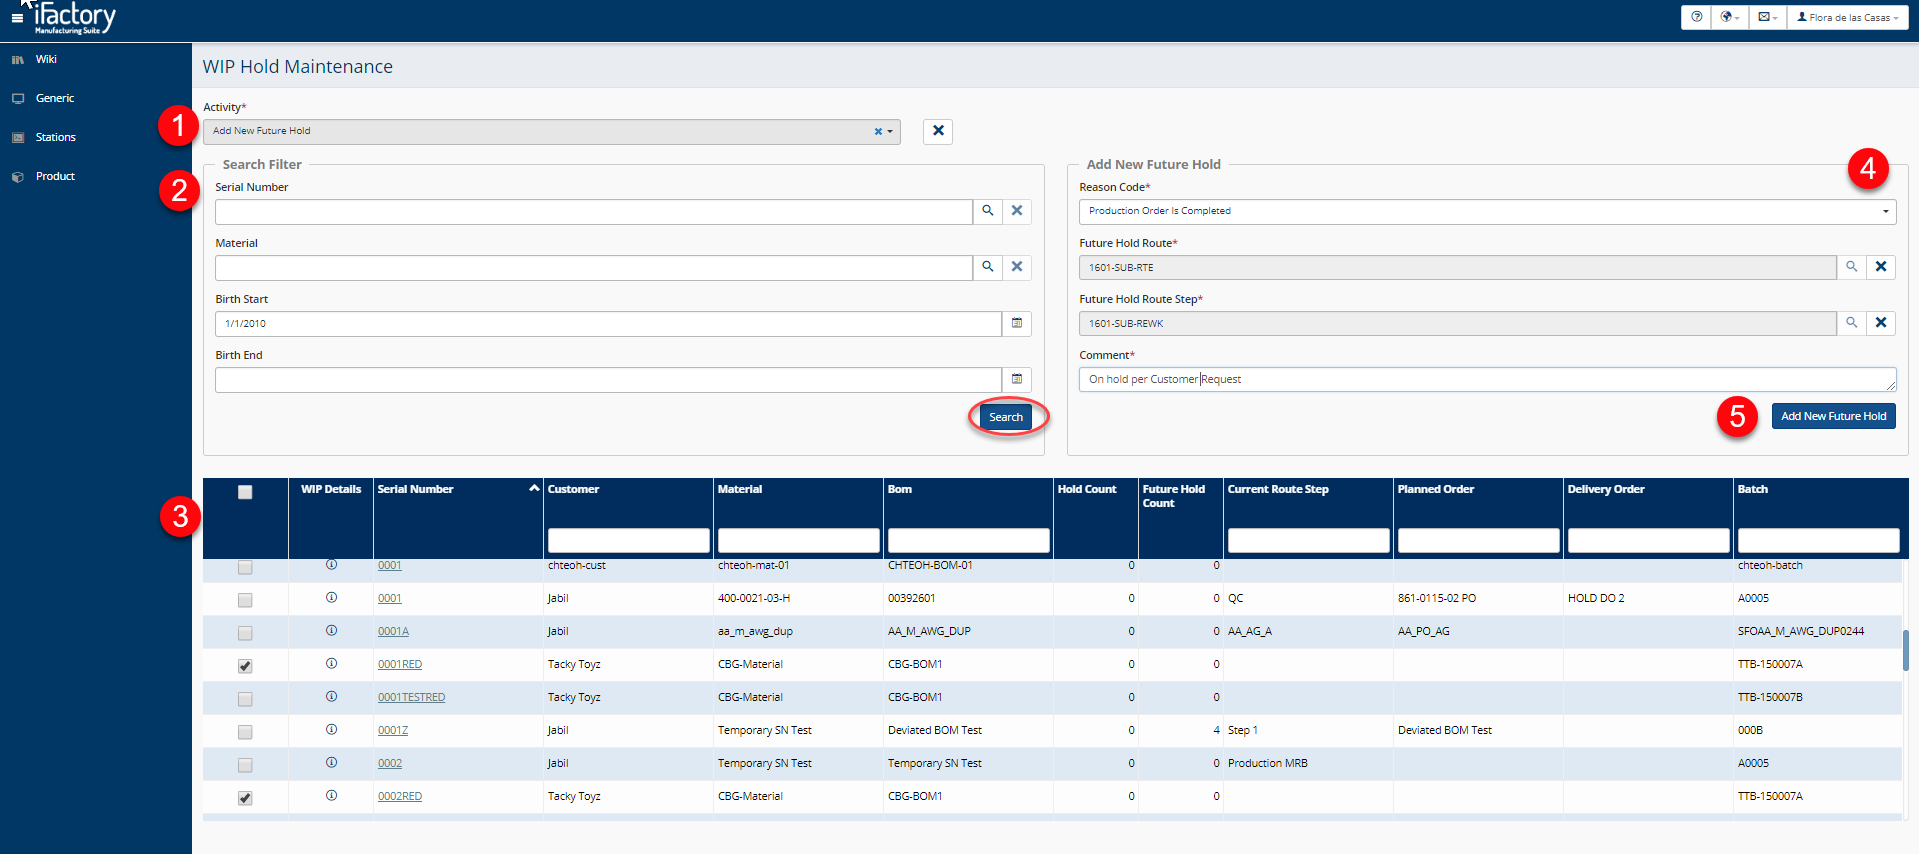 iFactory
Manufacturing Suite
Flora de las Casas
Wiki
Generic
Stations
Product
WIP Hold Maintenance
Activity*
1
Add New Future Hold
Search Filter
2
Serial Number
Material
Birth Start
1/1/2010
Birth End
Search
Add New Future Hold
4
Reason Code*
Production Order Is Completed
Future Hold Route*
1601-SUB-RTE
Future Hold Route Step*
1601-SUB-REWK
Comment*
On hold per Customer Request
5
Add New Future Hold
3
WIP Details Serial Number Customer Material Bom Hold Count Future Hold Count Current Route Step Planned Order Delivery Order Batch
0001 chteoh-cust chteoh-mat-01 CHTEOH-BOM-01 0 0 chteoh-batch
0001 Jabil 400-0021-03-H 00392601 0 0 QC 861-0115-02 PO HOLD DO 2 A0005
0001A Jabil aa_m_awg_dup AA_M_AWG_DUP 0 0 AA_AG_A AA_PO_AG SFOAA_M_AWG_DUP0244
0001RED Tacky Toyz CBG-Material CBG-BOM1 0 0 TTB-150007A
0001TESTRED Tacky Toyz CBG-Material CBG-BOM1 0 0 TTB-150007B
0001Z Jabil Temporary SN Test Deviated BOM Test 0 4 Step 1 Deviated BOM Test 000B
0002 Jabil Temporary SN Test Temporary SN Test 0 0 Production MRB A0005
0002RED Tacky Toyz CBG-Material CBG-BOM1 0 0 TTB-150007A